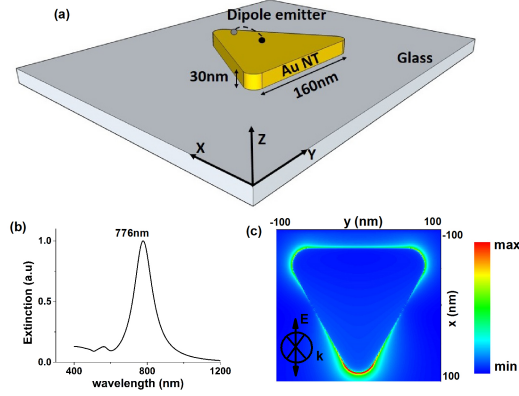 (a)
Dipole emitter
Glass
Au NT
30nm
160nm
X
Z
Y
(b)
776nm
1.0
0.5
0.0
Extinction (a.u)
400
800
1200
wavelength (nm)
(c)
-100
y (nm)
100
-100
x (nm)
100
E
k
max
min